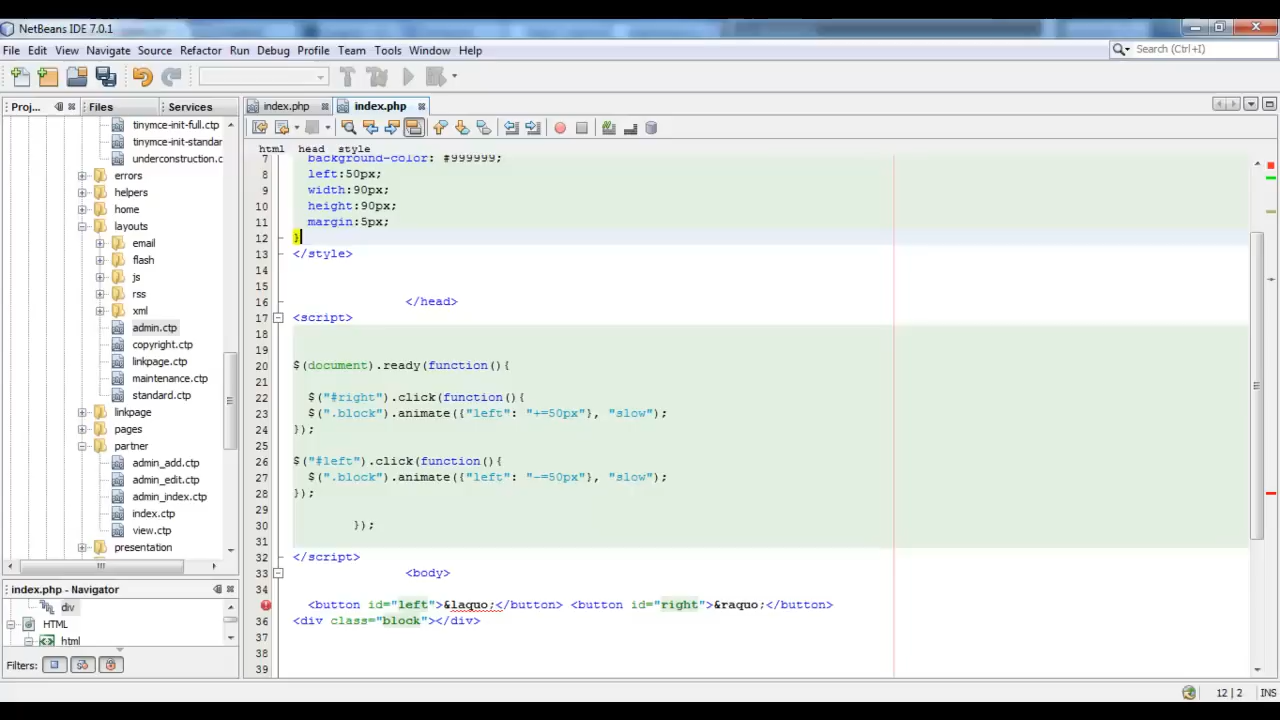 NetBeans IDE 7.0.1
File Edit View Navigate Source Refactor Run Debug Profile Team Tools Window Help
Search (Ctrl+I)
Proj... Files Services
index.php index.php
html head style
tinymce-init-full.ctp
tinymce-init-standar
underconstruction.c
errors
helpers
home
layouts
email
flash
js
rss
xml
admin.ctp
copyright.ctp
linkpage.ctp
maintenance.ctp
standard.ctp
linkpage
pages
partner
admin_add.ctp
admin_edit.ctp
admin_index.ctp
index.ctp
view.ctp
presentation
index.php - Navigator
div
HTML
html
Filters:
7 background-color: #999999;
8 left:50px;
9 width:90px;
10 height:90px;
11 margin:5px;
12 }
13 </style>
14
15
16 </head>
17 <script>
18
19
20 $(document).ready(function(){
21
22 $("#right").click(function(){
23 $(".block").animate({"left": "+=50px"}, "slow");
24 });
25
26 $("#left").click(function(){
27 $(".block").animate({"left": "-=50px"}, "slow");
28 });
29
30 });
31
32 </script>
33 <body>
34
<button id="left">&laquo;</button> <button id="right">&raquo;</button>
36 <div class="block"></div>
37
38
39
12 | 2 INS